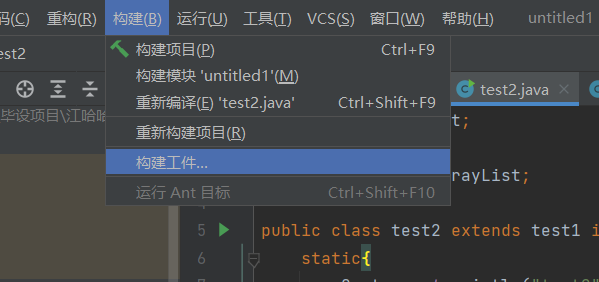 码(C) 重构(R) 构建(B) 运行(U) 工具(T) VCS(S) 窗口(W) 帮助(H) untitled1
est2
构建项目(P) Ctrl+F9
构建模块 'untitled1'(M)
重新编译(E) 'test2.java' Ctrl+Shift+F9
重新构建项目(R)
构建工件...
运行 Ant 目标 Ctrl+Shift+F10
test2.java
毕设项目\江哈哈
t;
rayList;
5 public class test2 extends test1 i
6 static{